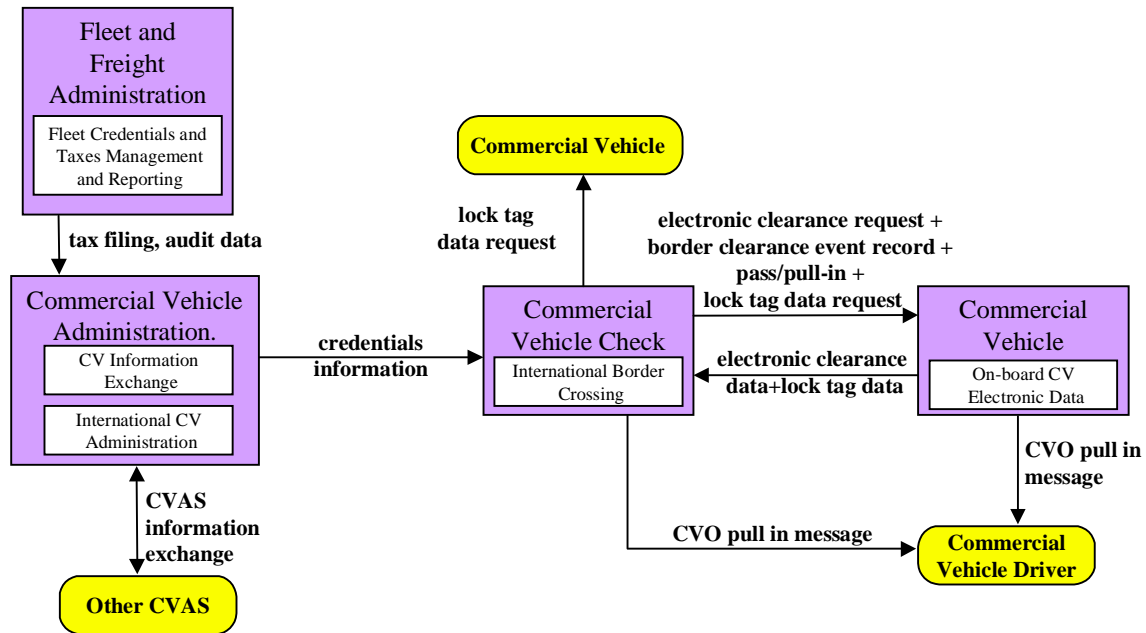 Fleet and
Freight
Administration
Fleet Credentials and
Taxes Management
and Reporting
tax filing, audit data
Commercial Vehicle
Administration.
CV Information
Exchange
International CV
Administration
CVAS
information
exchange
Other CVAS
credentials
information
Commercial Vehicle
lock tag
data request
electronic clearance request +
border clearance event record +
pass/pull-in +
lock tag data request
Commercial
Vehicle Check
International Border
Crossing
electronic clearance
data+lock tag data
Commercial
Vehicle
On-board CV
Electronic Data
CVO pull in
message
CVO pull in message
Commercial
Vehicle Driver